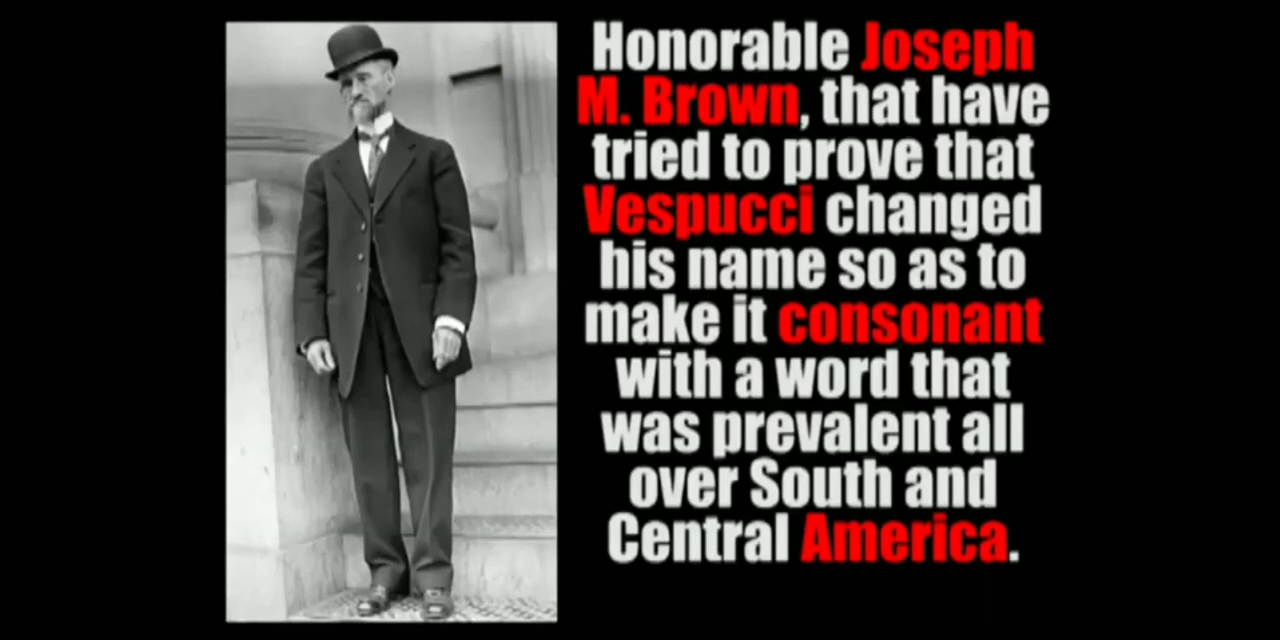 Honorable Joseph
M. Brown, that have
tried to prove that
Vespucci changed
his name so as to
make it consonant
with a word that
was prevalent all
over South and
Central America.